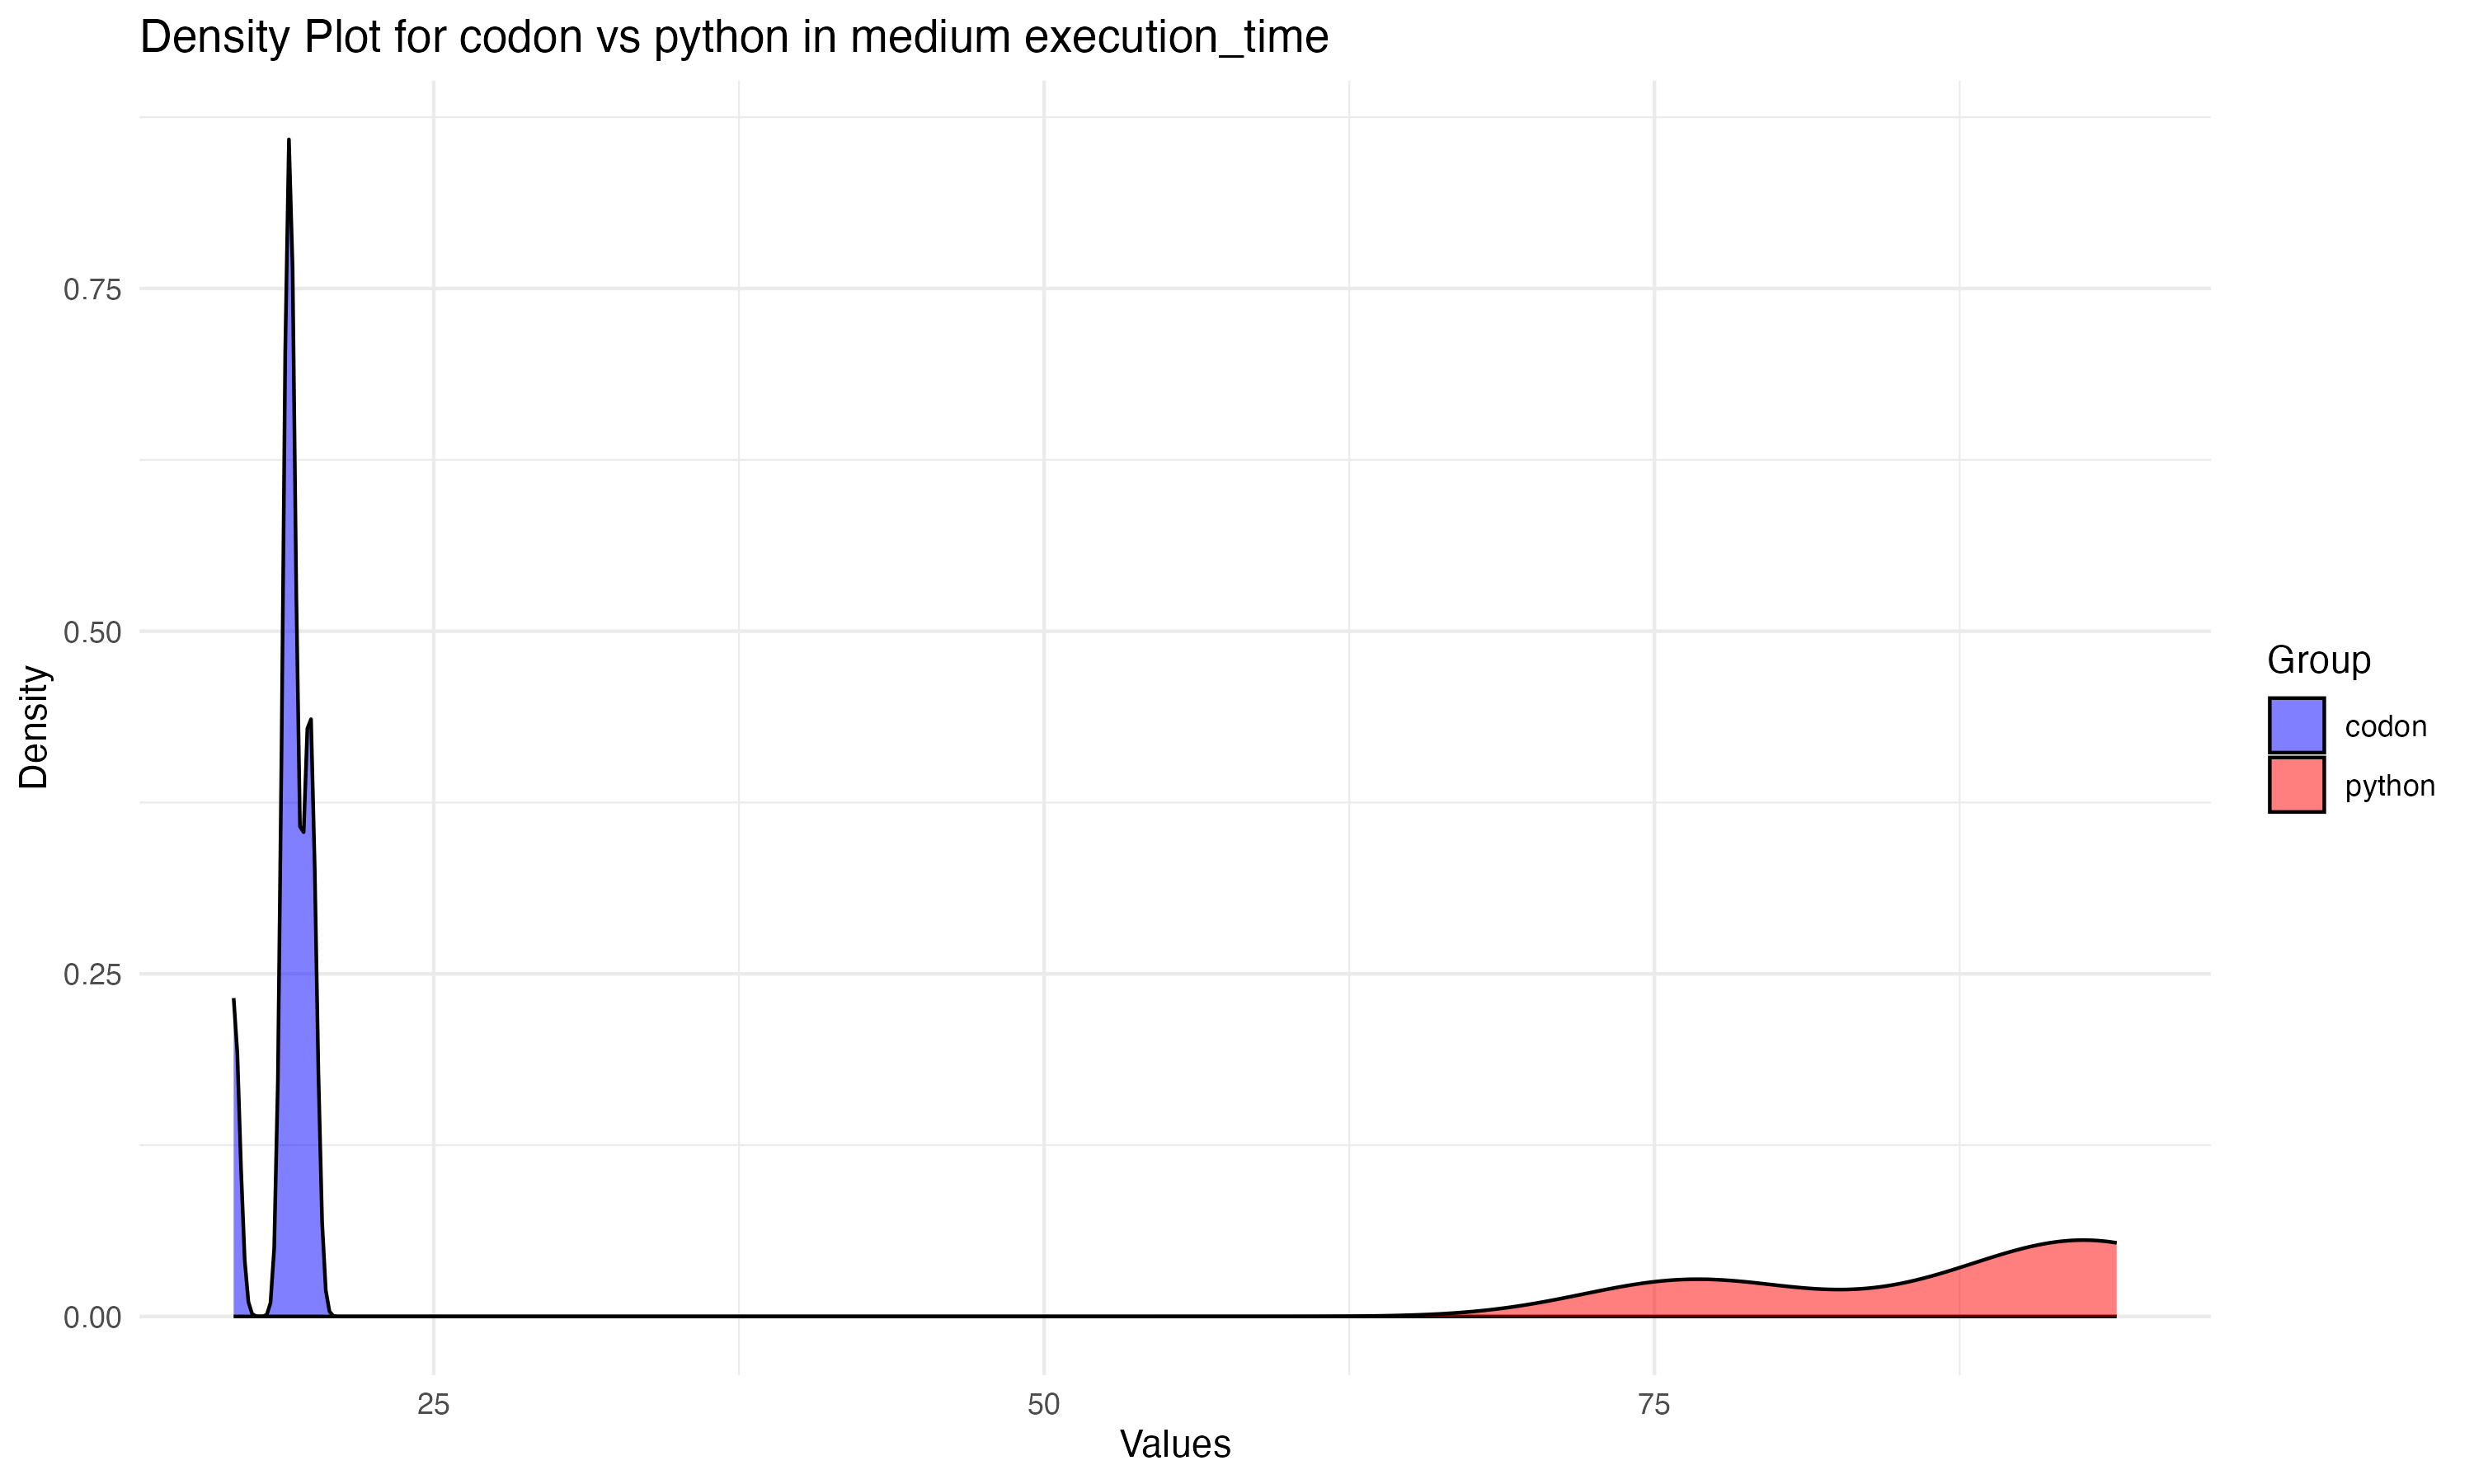 Density Plot for codon vs python in medium execution_time
Density
0.75
0.50
0.25
0.00
25 50 75
Values
Group
codon
python